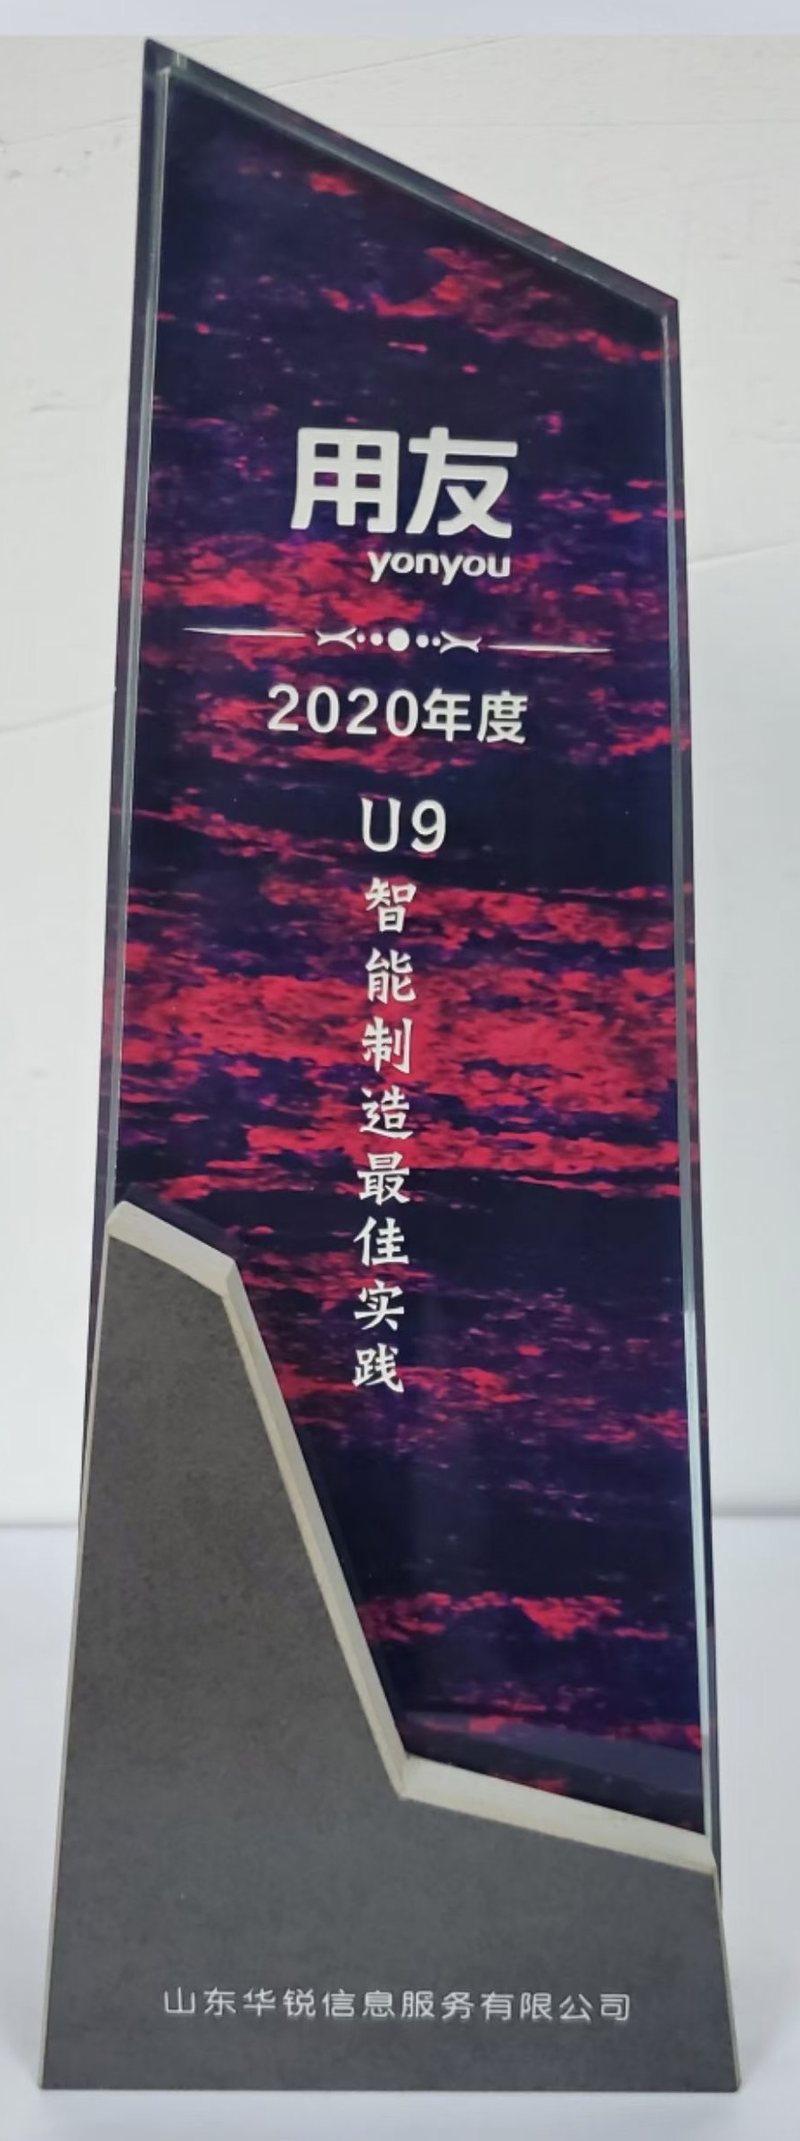 用友
yonyou
2020年度
U9
智能制造最佳实践
山东华锐信息服务有限公司